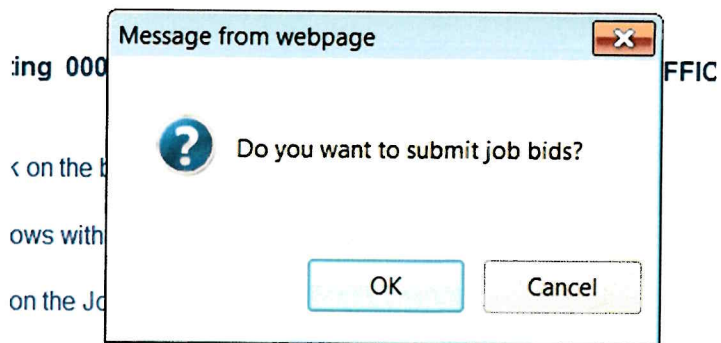 Message from webpage
ing 000
FFIC
Do you want to submit job bids?
k on the b
ows with
OK Cancel
on the Jo